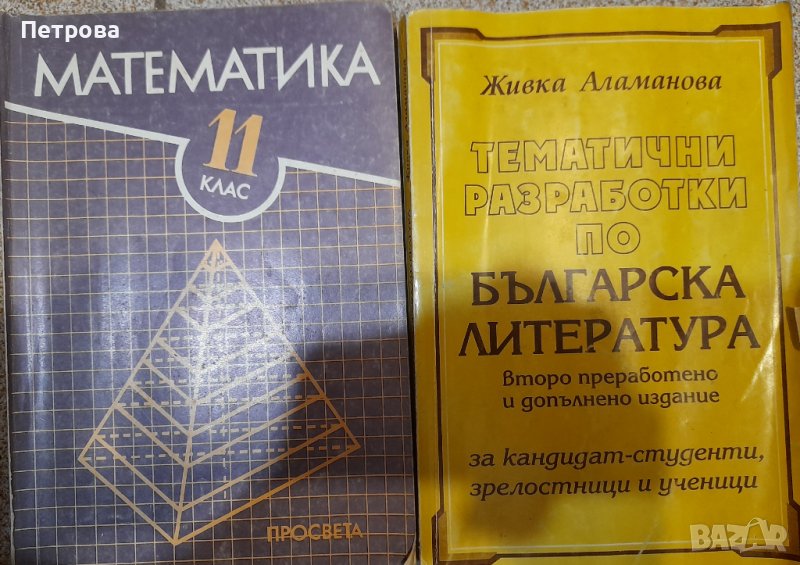 Петрова
МАТЕМАТИКА
11
КЛАС
ПРОСВЕТА
Живка Аламанова
ТЕМАТИЧНИ
РАЗРАБОТКИ
ПО
БЪЛГАРСКА
ЛИТЕРАТУРА
Второ преработено
и допълнено издание
за кандидат-студенти,
зрелостници и ученици
BAZAR